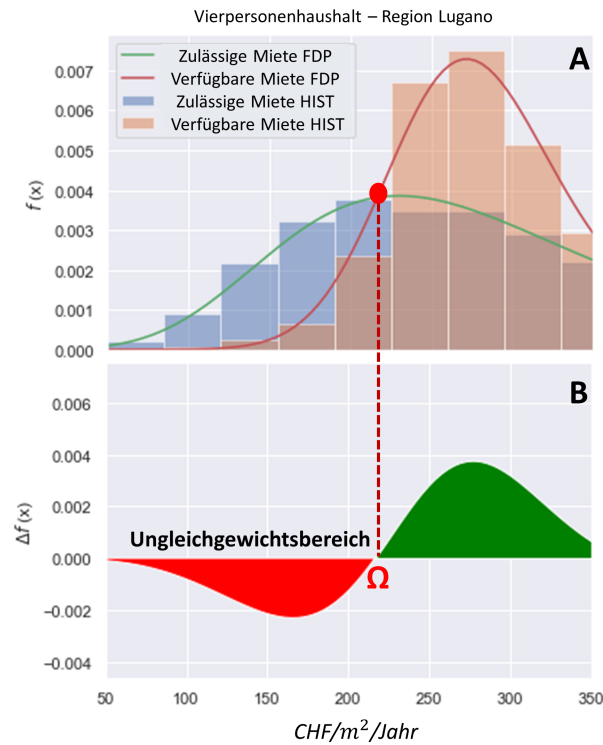 Vierpersonenhaushalt – Region Lugano
A
Zulässige Miete FDP
Verfügbare Miete FDP
Zulässige Miete HIST
Verfügbare Miete HIST
0.007
0.006
0.005
0.004
0.003
0.002
0.001
0.000
f (x)
B
0.006
0.004
0.002
0.000
−0.002
−0.004
Δf (x)
Ungleichgewichtsbereich
Ω
50 100 150 200 250 300 350
CHF/m²/Jahr